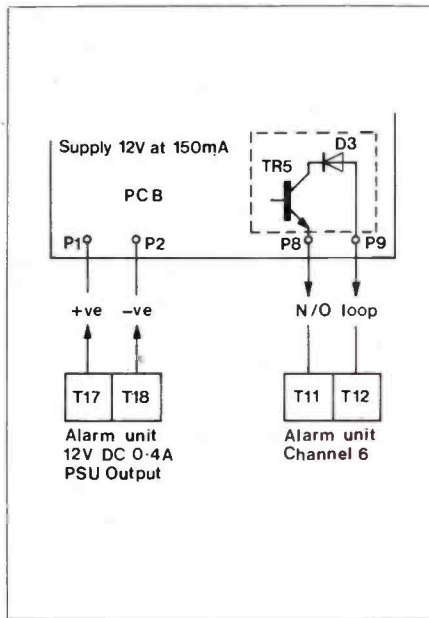 Supply 12V at 150mA
D3
TR5
PCB
P1 P2 P8 P9
+ve -ve N/O loop
T17 T18 T11 T12
Alarm unit
12V DC 0·4A
PSU Output
Alarm unit
Channel 6